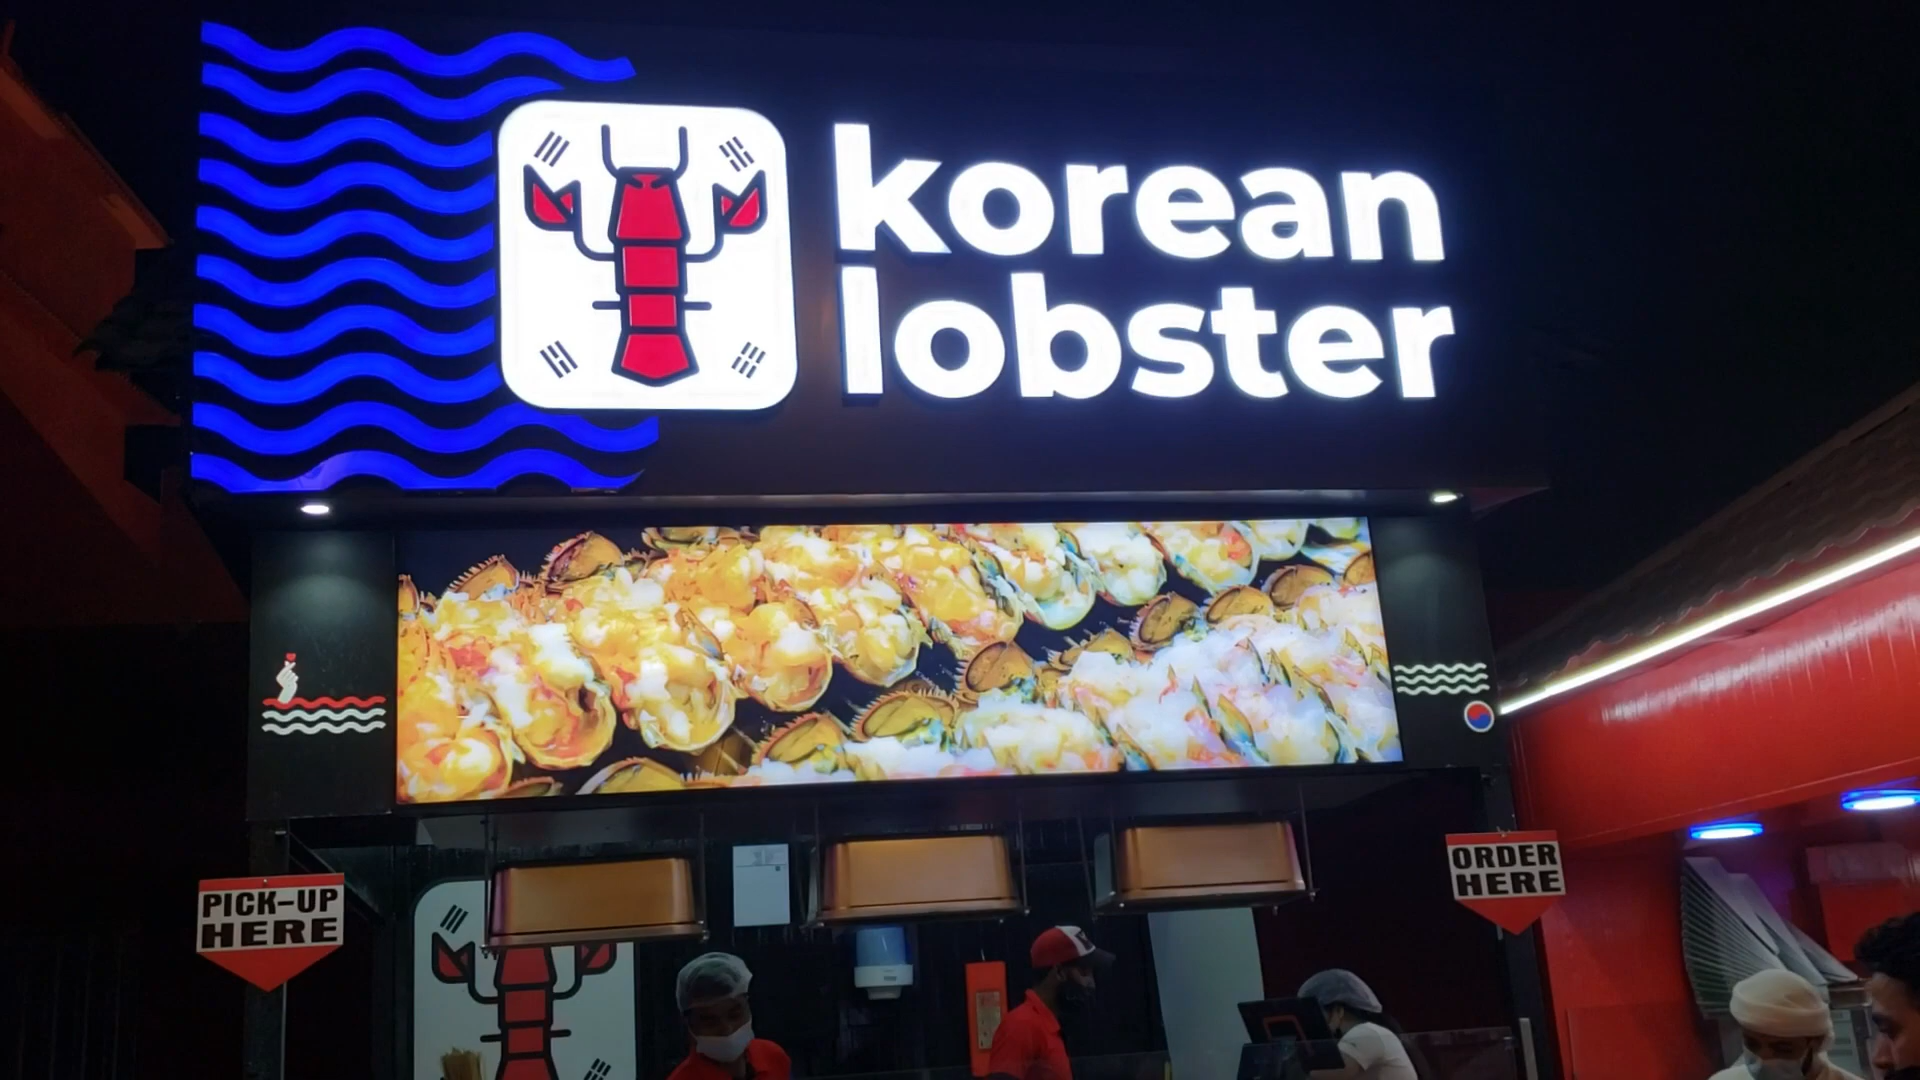 korean
lobster
PICK-UP
HERE
ORDER
HERE